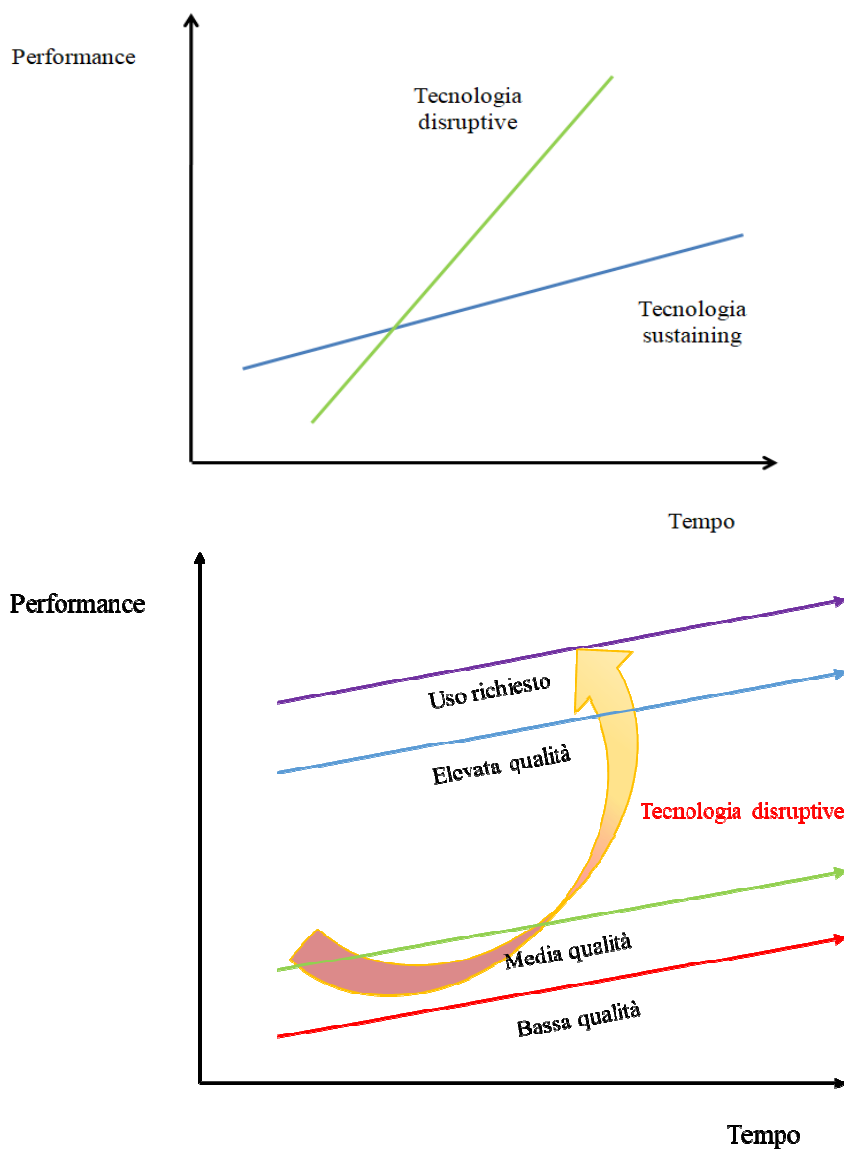 Performance
Tecnologia
disruptive
Tecnologia
sustaining
Tempo
Performance
Uso richiesto
Elevata qualità
Tecnologia disruptive
Media qualità
Bassa qualità
Tempo